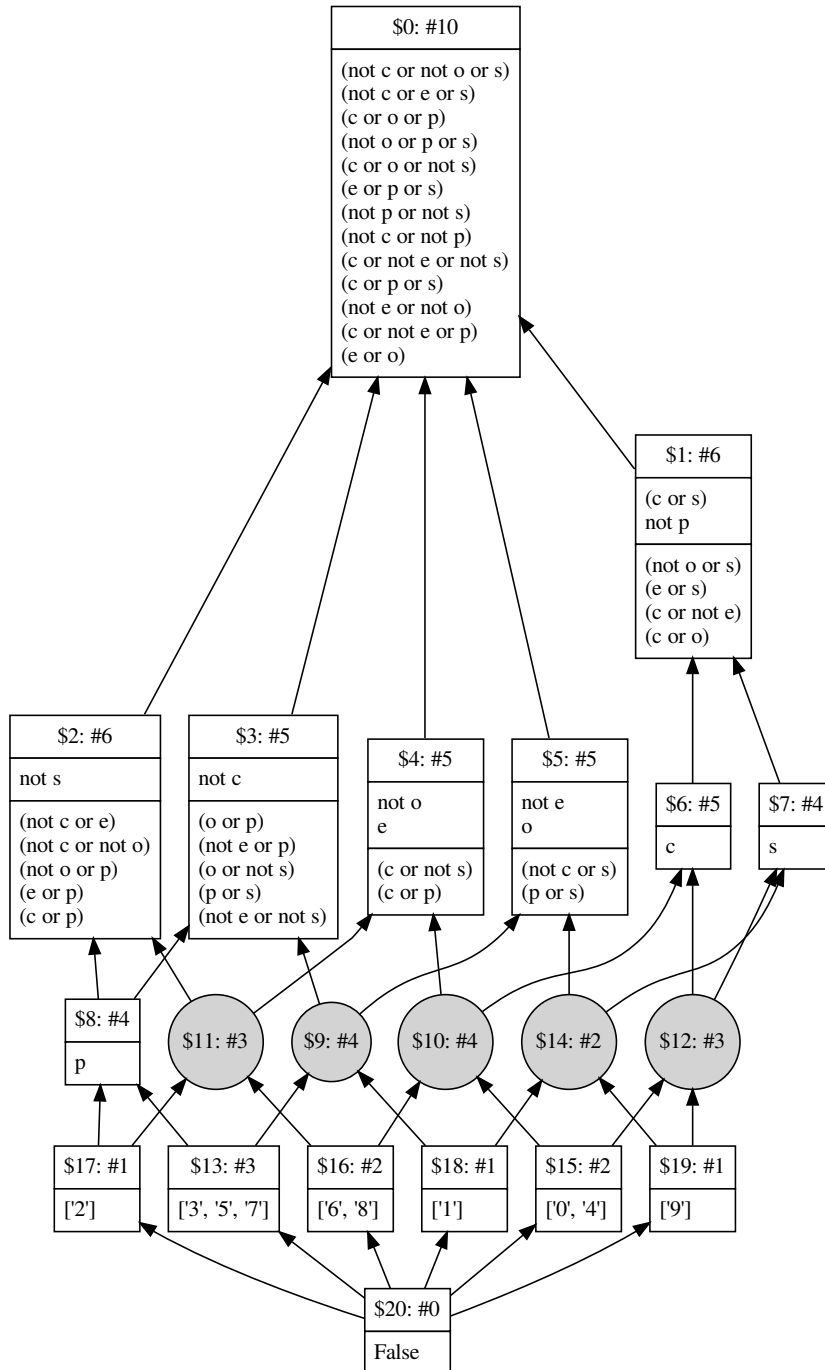 $0: #10
(not c or not o or s)
(not c or e or s)
(c or o or p)
(not o or p or s)
(c or o or not s)
(e or p or s)
(not p or not s)
(not c or not p)
(c or not e or not s)
(c or p or s)
(not e or not o)
(c or not e or p)
(e or o)
$1: #6
(c or s)
not p
(not o or s)
(e or s)
(c or not e)
(c or o)
$2: #6
not s
(not c or e)
(not c or not o)
(not o or p)
(e or p)
(c or p)
$3: #5
not c
(o or p)
(not e or p)
(o or not s)
(p or s)
(not e or not s)
$4: #5
not o
e
(c or not s)
(c or p)
$5: #5
not e
o
(not c or s)
(p or s)
$6: #5
c
$7: #4
s
$8: #4
p
$11: #3
$9: #4
$10: #4
$14: #2
$12: #3
$17: #1
['2']
$13: #3
['3', '5', '7']
$16: #2
['6', '8']
$18: #1
['1']
$15: #2
['0', '4']
$19: #1
['9']
$20: #0
False